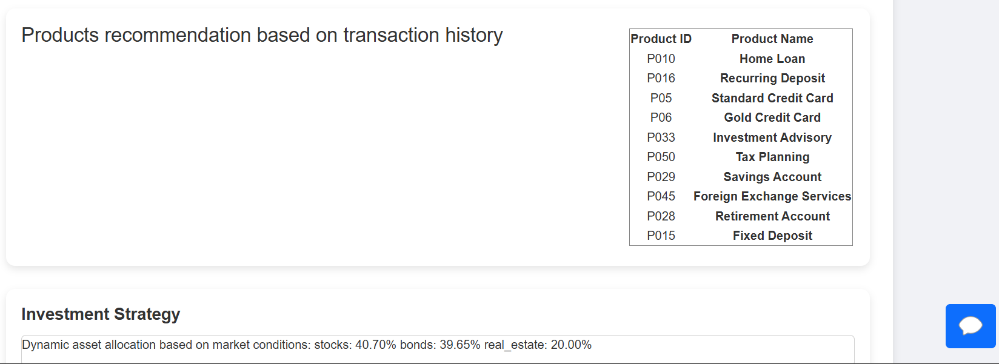 Products recommendation based on transaction history
Product ID Product Name
P010 Home Loan
P016 Recurring Deposit
P05 Standard Credit Card
P06 Gold Credit Card
P033 Investment Advisory
P050 Tax Planning
P029 Savings Account
P045 Foreign Exchange Services
P028 Retirement Account
P015 Fixed Deposit
Investment Strategy
Dynamic asset allocation based on market conditions: stocks: 40.70% bonds: 39.65% real_estate: 20.00%